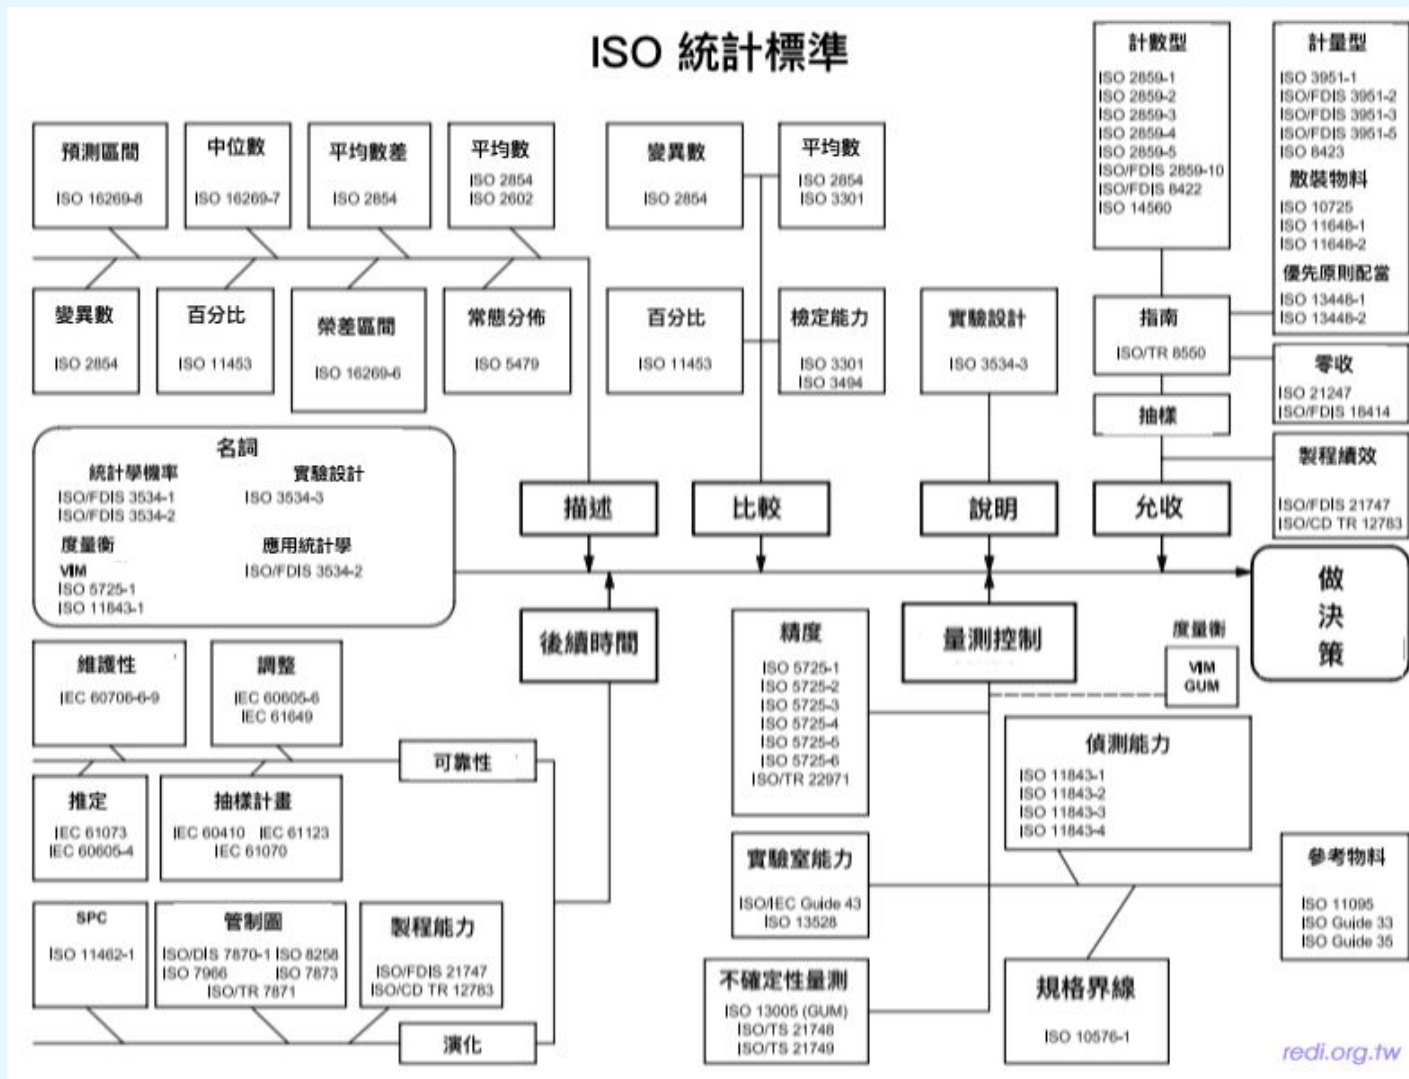 ISO 統計標準
預測區間
ISO 16269-8
中位數
ISO 16269-7
平均數差
ISO 2854
平均數
ISO 2854
ISO 2602
變異數
ISO 2854
平均數
ISO 2854
ISO 3301
計數型
ISO 2859-1
ISO 2859-2
ISO 2859-3
ISO 2859-4
ISO 2859-5
ISO/FDIS 2859-10
ISO/FDIS 8422
ISO 14560
計量型
ISO 3951-1
ISO/FDIS 3951-2
ISO/FDIS 3951-3
ISO/FDIS 3951-5
ISO 8423
散裝物料
ISO 10725
ISO 11648-1
ISO 11648-2
優先原則配當
ISO 13448-1
ISO 13448-2
變異數
ISO 2854
百分比
ISO 11453
榮差區間
ISO 16269-6
常態分佈
ISO 5479
百分比
ISO 11453
檢定能力
ISO 3301
ISO 3494
實驗設計
ISO 3534-3
指南
ISO/TR 8550
抽樣
零收
ISO 21247
ISO/FDIS 18414
製程績效
ISO/FDIS 21747
ISO/CD TR 12783
名詞
統計學機率
ISO/FDIS 3534-1
ISO/FDIS 3534-2
實驗設計
ISO 3534-3
度量衡
VIM
ISO 5725-1
ISO 11843-1
應用統計學
ISO/FDIS 3534-2
描述
比較
說明
允收
做
決
策
後續時間
量測控制
度量衡
VIM
GUM
維護性
IEC 60706-6-9
調整
IEC 60605-6
IEC 61649
可靠性
推定
IEC 61073
IEC 60605-4
抽樣計畫
IEC 60410 IEC 61123
IEC 61070
SPC
ISO 11462-1
管制圖
ISO/DIS 7870-1 ISO 8258
ISO 7966 ISO 7873
ISO/TR 7871
製程能力
ISO/FDIS 21747
ISO/CD TR 12783
演化
精度
ISO 5725-1
ISO 5725-2
ISO 5725-3
ISO 5725-4
ISO 5725-5
ISO 5725-6
ISO/TR 22971
實驗室能力
ISO/IEC Guide 43
ISO 13528
不確定性量測
ISO 13005 (GUM)
ISO/TS 21748
ISO/TS 21749
偵測能力
ISO 11843-1
ISO 11843-2
ISO 11843-3
ISO 11843-4
參考物料
ISO 11095
ISO Guide 33
ISO Guide 35
規格界線
ISO 10576-1
redi.org.tw